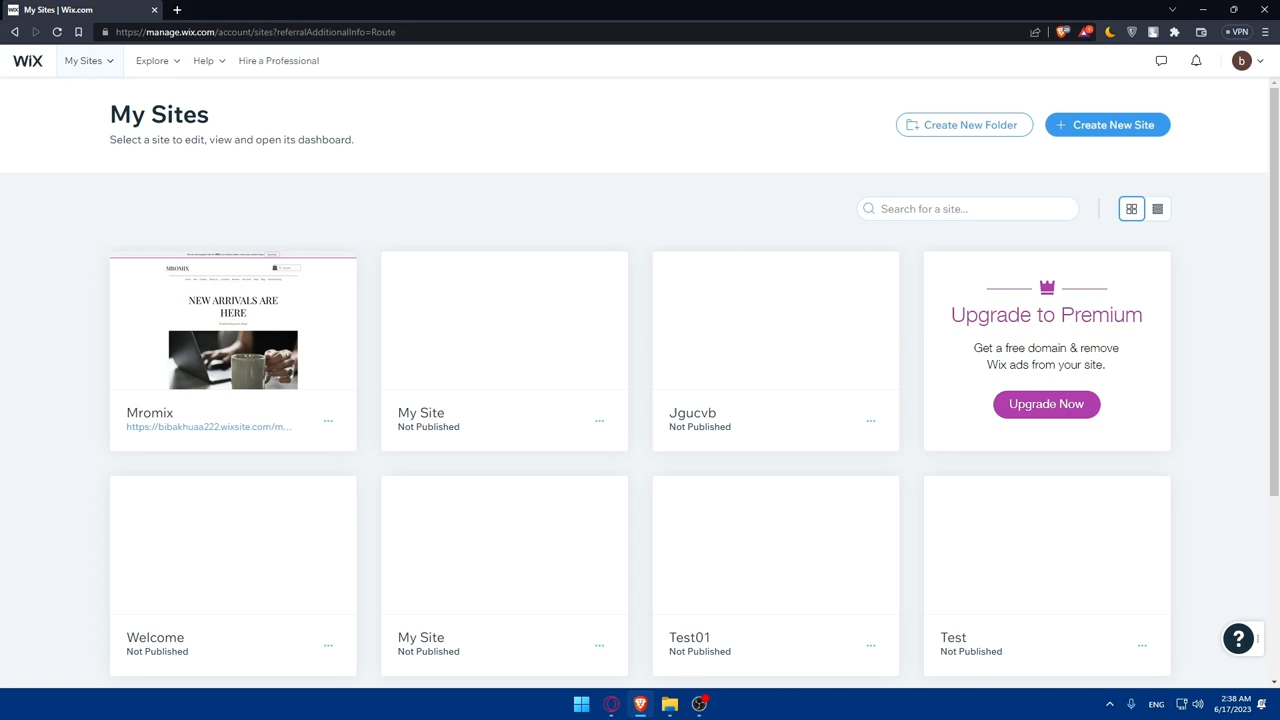 My Sites | Wix.com
https://manage.wix.com/account/sites?referralAdditionalInfo=Route
VPN
WiX
My Sites
Explore
Help
Hire a Professional
b
My Sites
Select a site to edit, view and open its dashboard.
Create New Folder
Create New Site
Search for a site...
MROMIX
NEW ARRIVALS ARE
HERE
Mromix
https://bibakhuaa222.wixsite.com/m...
My Site
Not Published
Jgucvb
Not Published
Upgrade to Premium
Get a free domain & remove
Wix ads from your site.
Upgrade Now
Welcome
Not Published
My Site
Not Published
Test01
Not Published
Test
Not Published
?
ENG
2:38 AM
6/17/2023